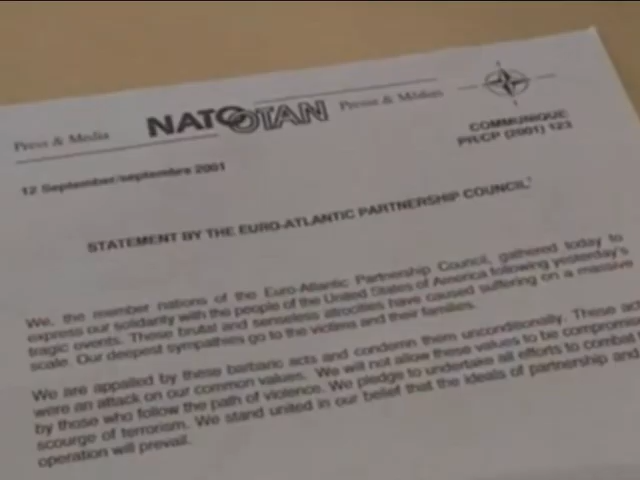 Press & Media NATO OTAN Presse & Médias
COMMUNIQUE
PR/CP (2001) 123
12 September/septembre 2001
STATEMENT BY THE EURO-ATLANTIC PARTNERSHIP COUNCIL
We, the member nations of the Euro-Atlantic Partnership Council, gathered today to
express our solidarity with the people of the United States of America following yesterday's
tragic events. These brutal and senseless atrocities have caused suffering on a massive
scale. Our deepest sympathies go to the victims and their families.
We are appalled by these barbaric acts and condemn them unconditionally. These
were an attack on our common values. We will not allow these values to be
by those who follow the path of violence. We pledge to undertake all efforts to combat
scourge of terrorism. We stand united in our belief that the ideals of partnership and
operation will prevail.